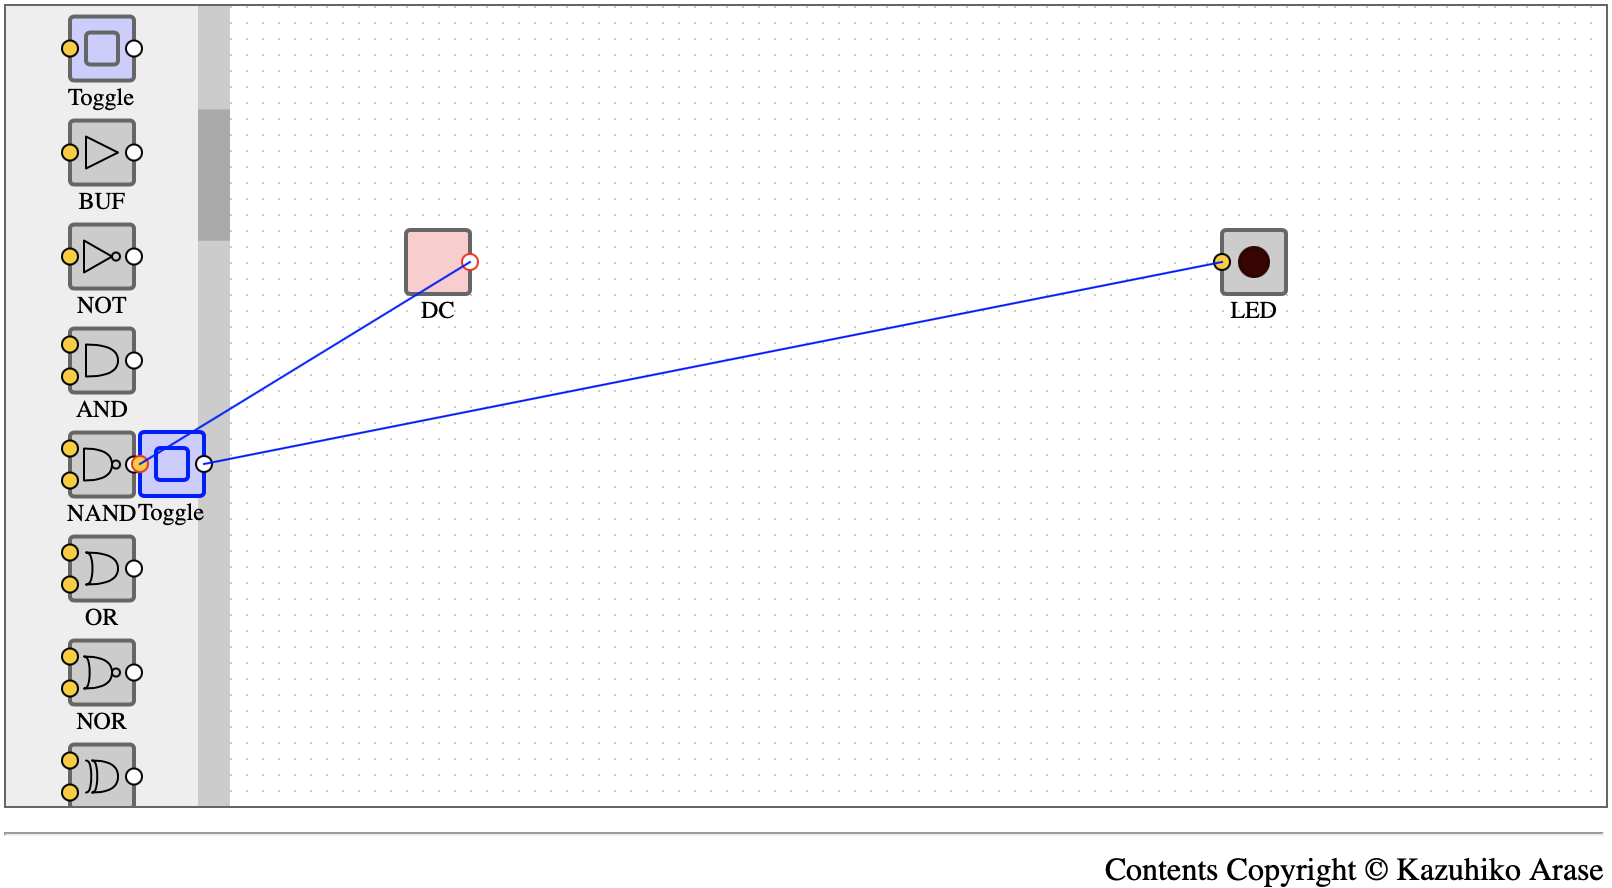 Toggle
BUF
NOT
DC
LED
AND
NAND
Toggle
OR
NOR
Contents Copyright © Kazuhiko Arase